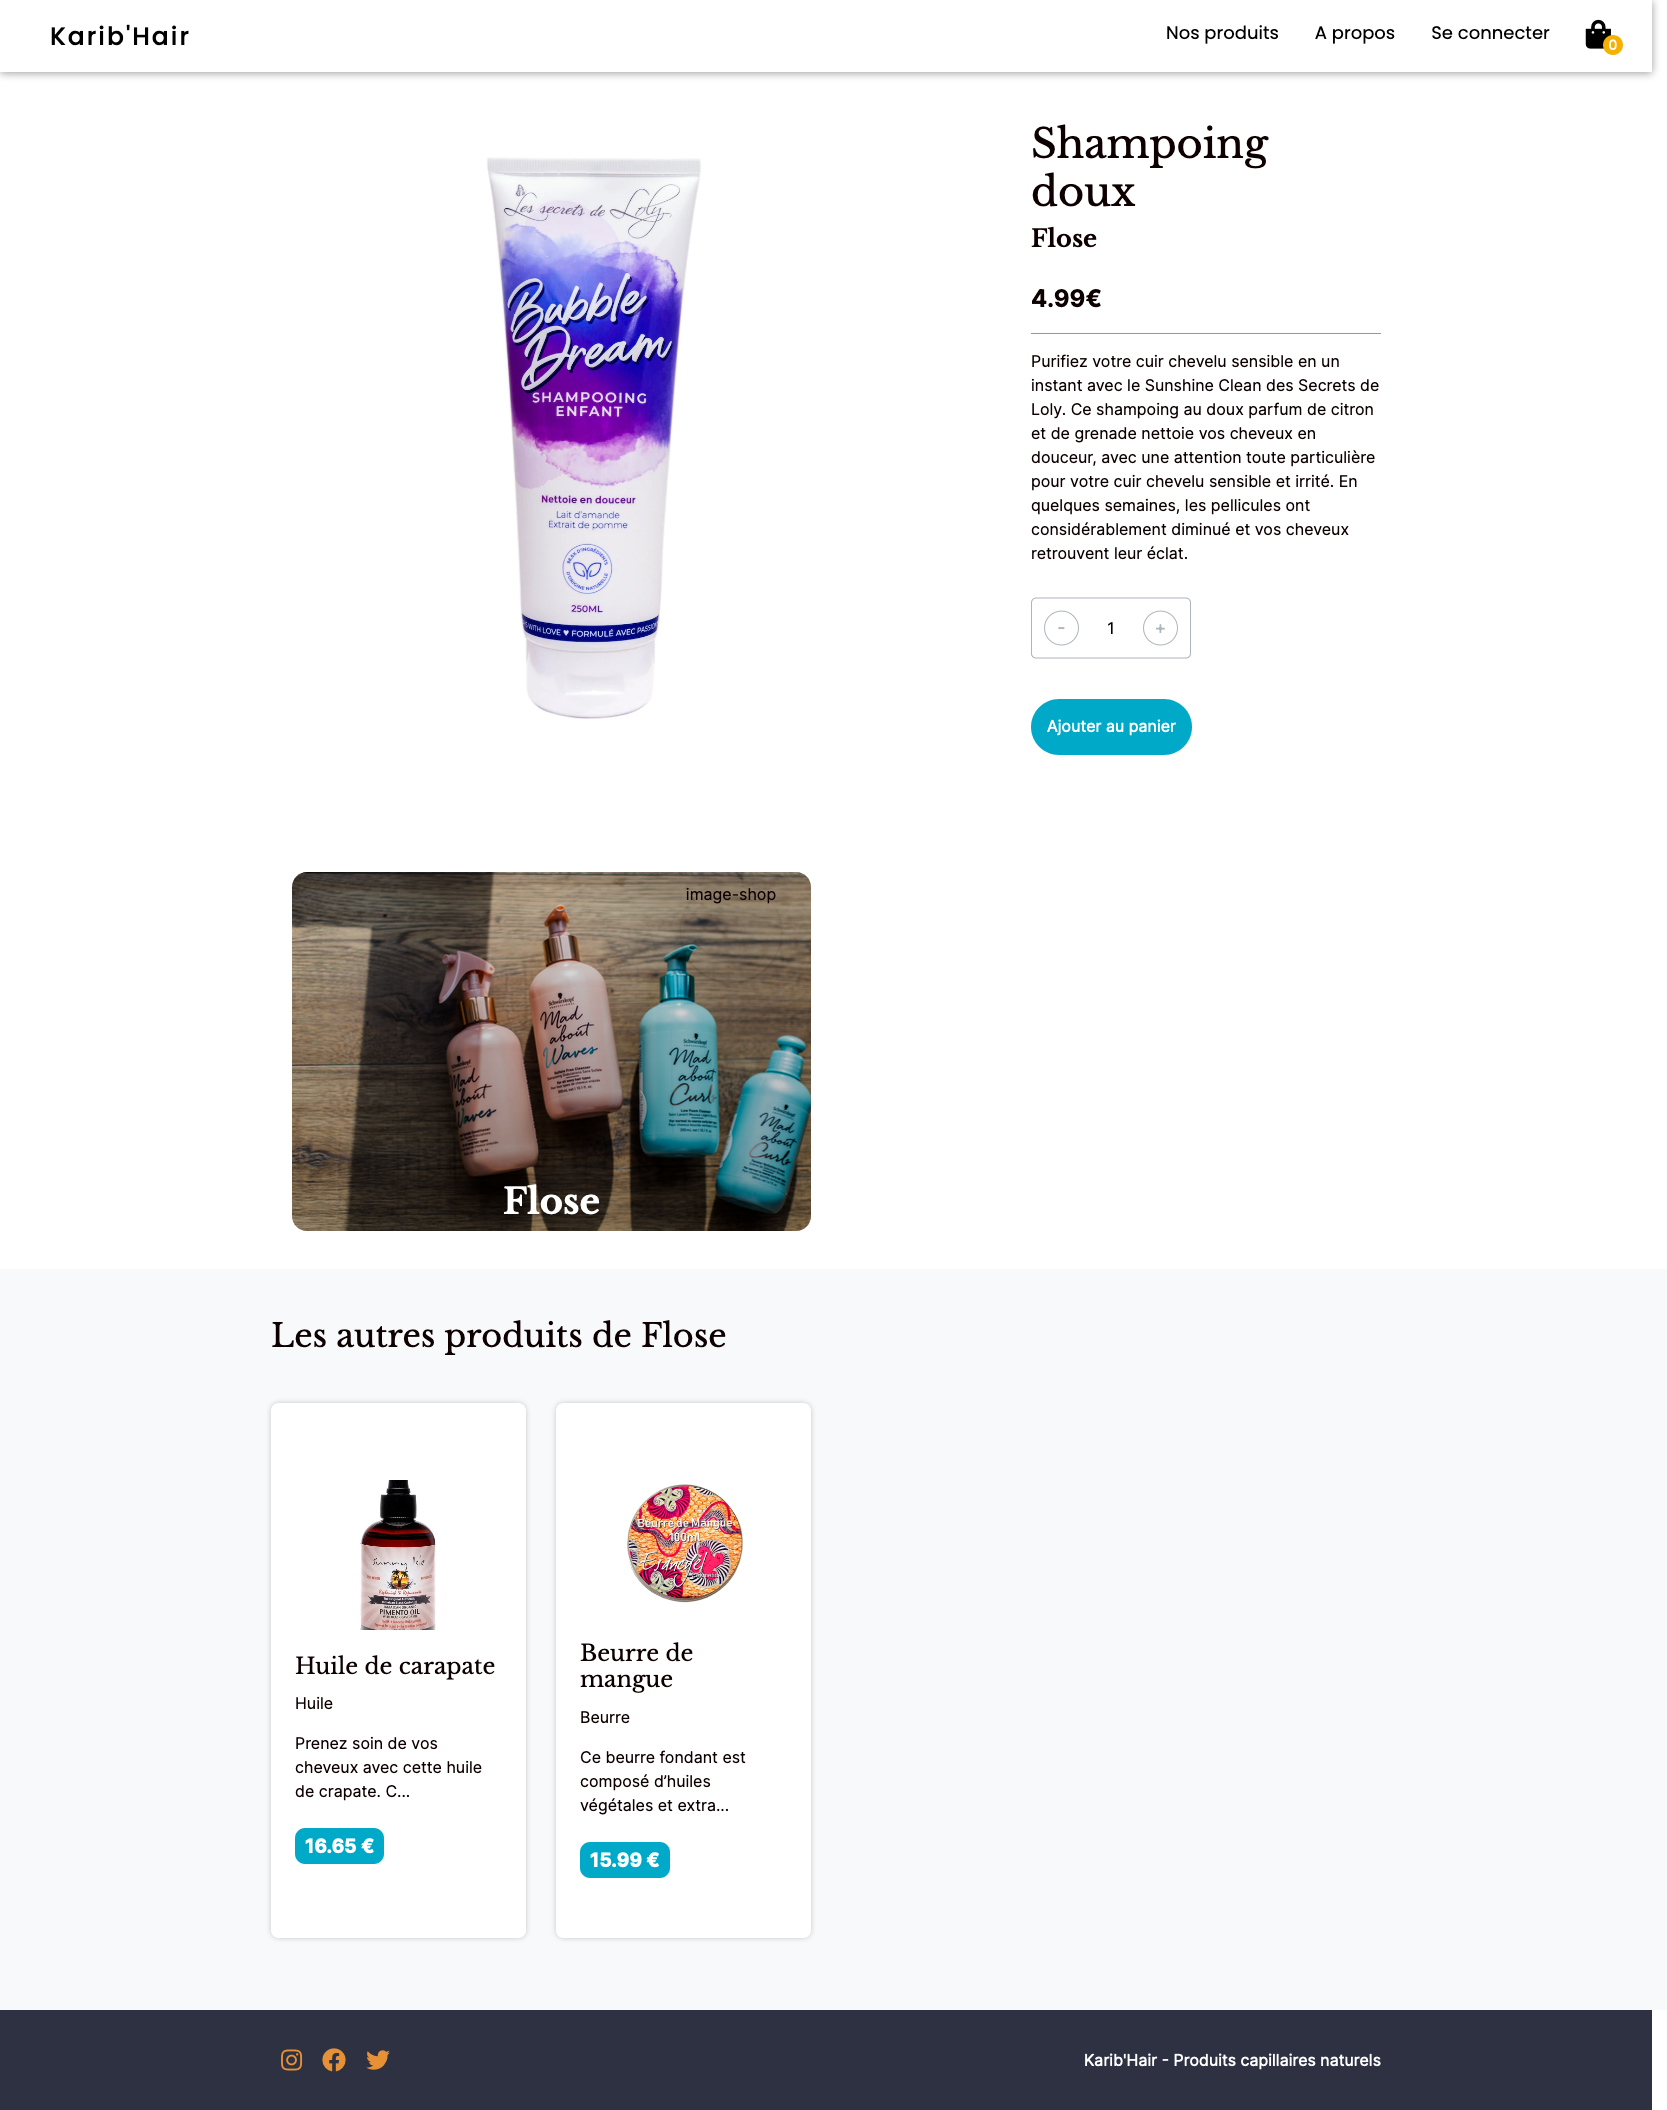 Karib'Hair
Nos produits
A propos
Se connecter
0
Les secrets de Loly
Bubble
Dream
SHAMPOOING
ENFANT
Nettoie en douceur
Lait d'amande
Extrait de pomme
250ML
WITH LOVE ♥ FORMULÉ AVEC PASSION
Shampoing
doux
Flose
4.99€
Purifiez votre cuir chevelu sensible en un
instant avec le Sunshine Clean des Secrets de
Loly. Ce shampoing au doux parfum de citron
et de grenade nettoie vos cheveux en
douceur, avec une attention toute particulière
pour votre cuir chevelu sensible et irrité. En
quelques semaines, les pellicules ont
considérablement diminué et vos cheveux
retrouvent leur éclat.
- 1 +
Ajouter au panier
image-shop
Schwarzkopf
Mad
about
Waves
Schwarzkopf
Mad
about
Waves
Schwarzkopf
Mad
about
Curls
Mad
about
Curls
Flose
Les autres produits de Flose
PIMENTO OIL
Huile de carapate
Huile
Prenez soin de vos
cheveux avec cette huile
de crapate. C...
16.65 €
Beurre de Mangue
100ml
Beurre de
mangue
Beurre
Ce beurre fondant est
composé d’huiles
végétales et extra...
15.99 €
Karib'Hair - Produits capillaires naturels